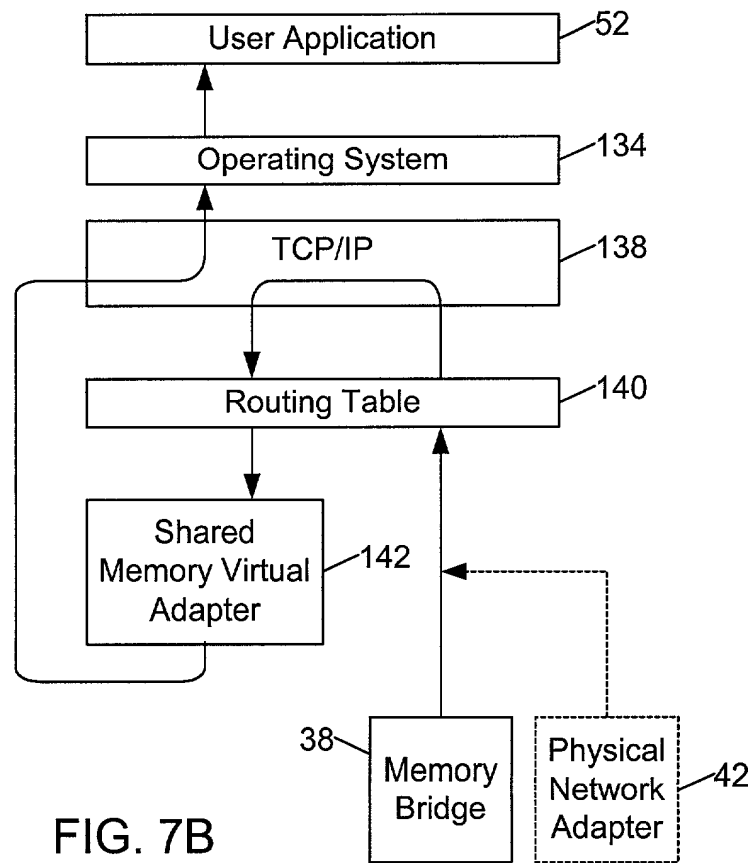 User Application
52
Operating System
134
TCP/IP
138
Routing Table
140
Shared
Memory Virtual
Adapter
142
38
Memory
Bridge
Physical
Network
Adapter
42
FIG. 7B